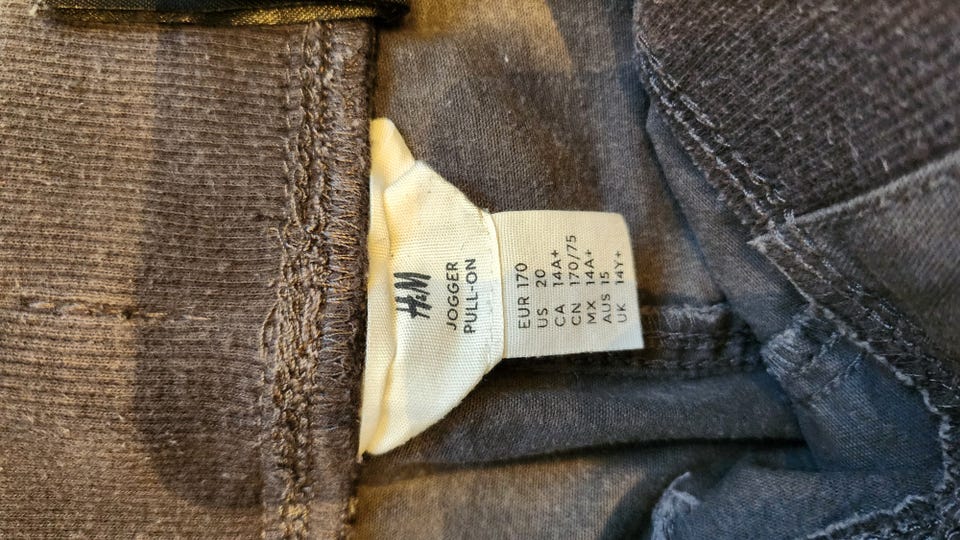 H&M
JOGGER
PULL-ON
EUR 170
US 20
CA 14A+
CN 170/75
MX 14A+
AUS 15
UK 14Y+